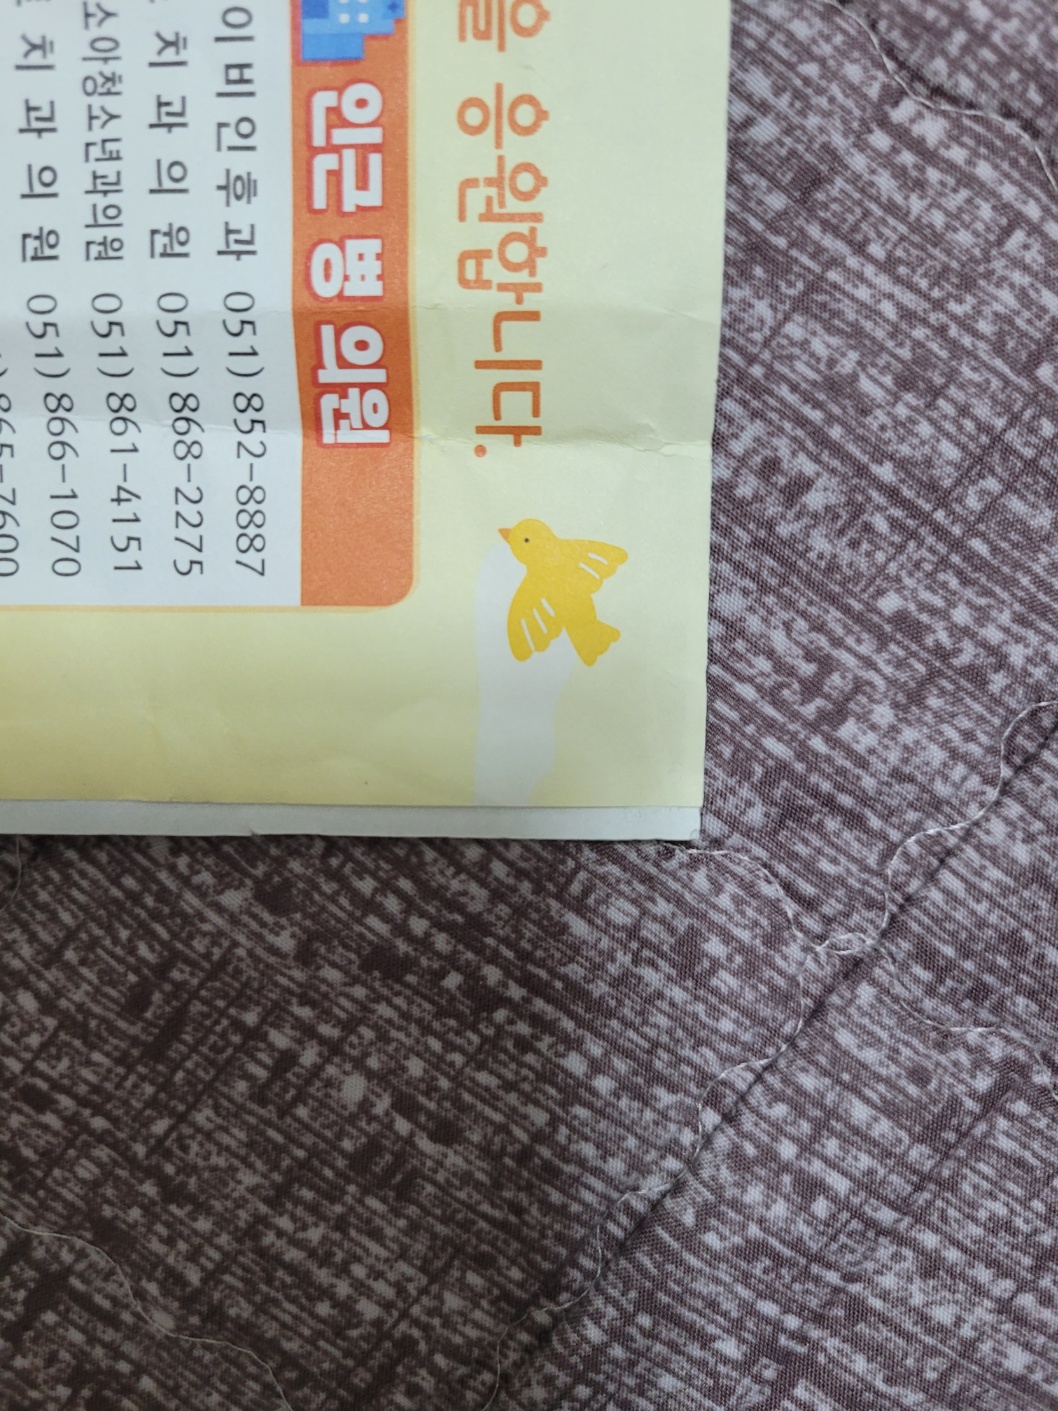 을 응원합니다.
인근 병 의원
이비인후과 051) 852-8887
치과의원 051) 868-2275
소아청소년과의원 051) 861-4151
치과의원 051) 866-1070
865-7600